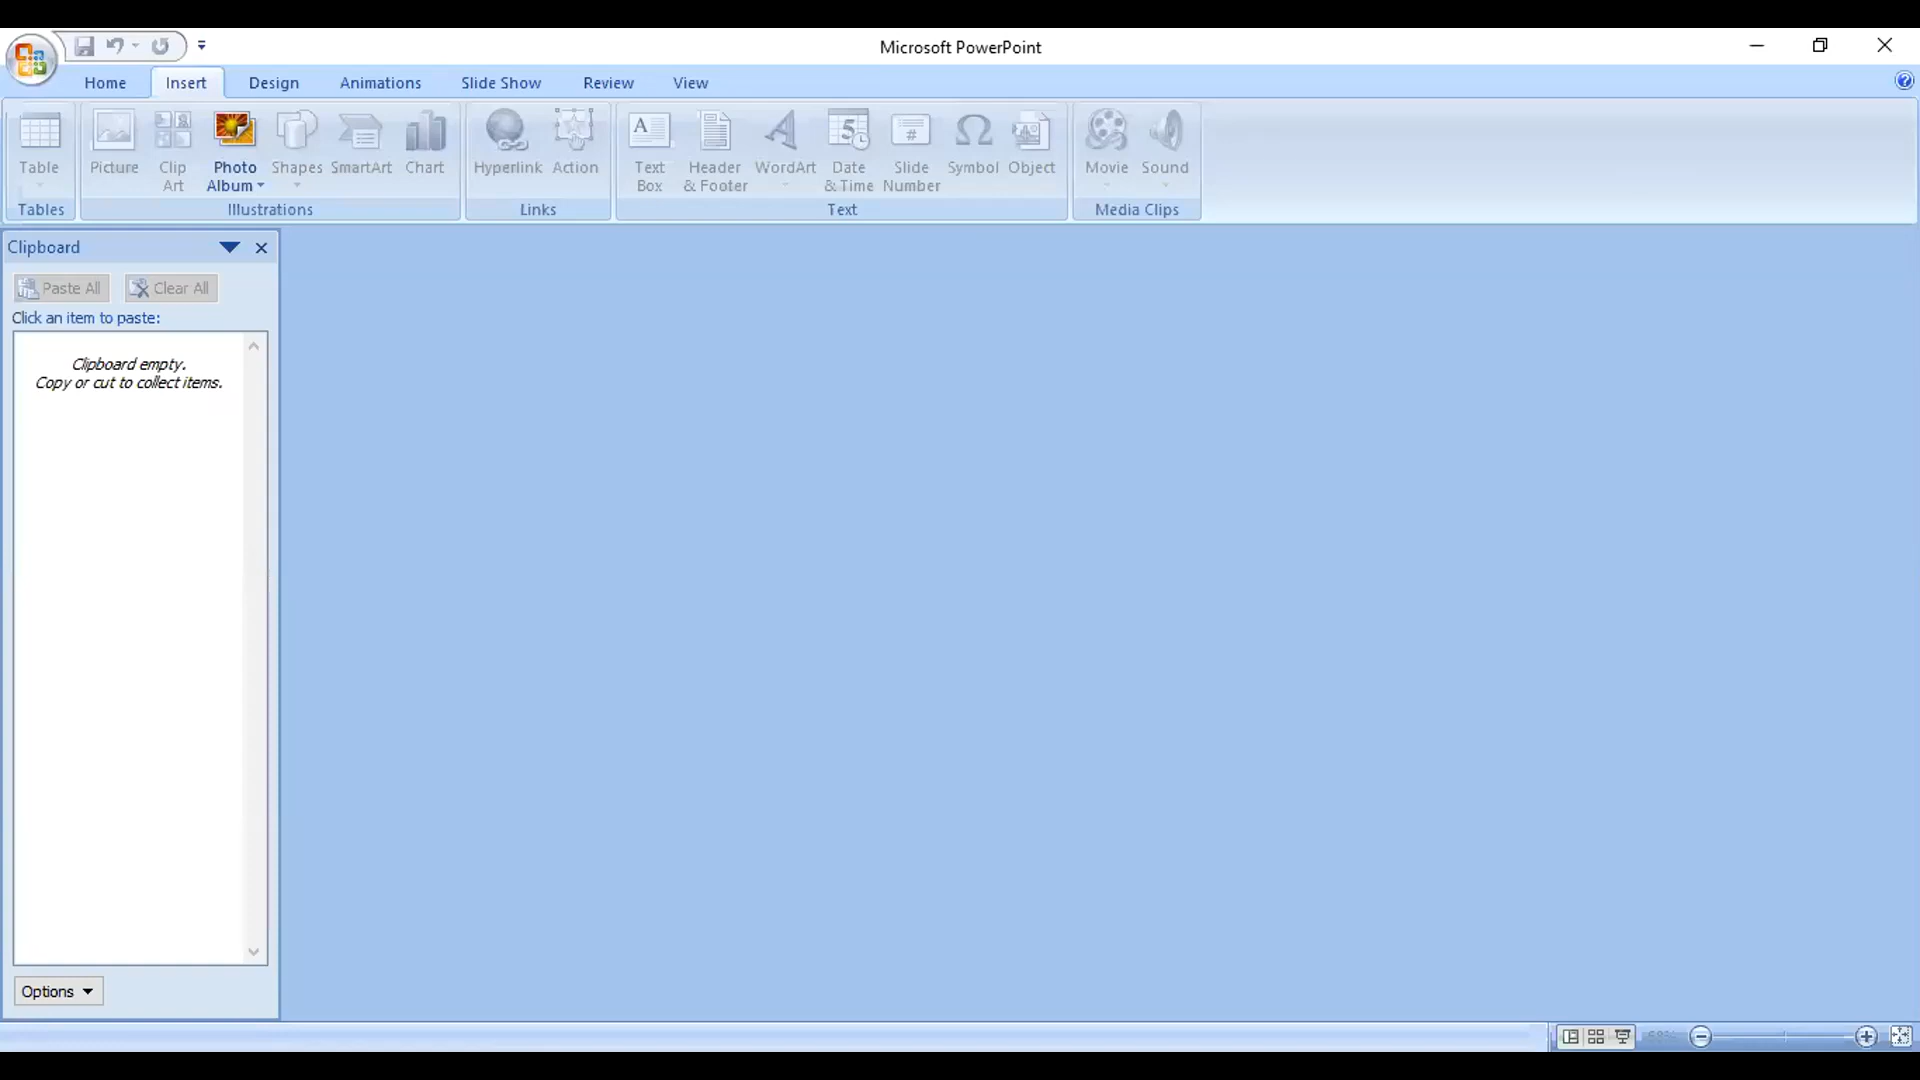 Microsoft PowerPoint
Home Insert Design Animations Slide Show Review View
Table Picture Clip Art Photo Album Shapes SmartArt Chart Hyperlink Action Text Box Header & Footer WordArt Date & Time Slide Number Symbol Object Movie Sound
Tables Illustrations Links Text Media Clips
Clipboard
Paste All Clear All
Click an item to paste:
Clipboard empty.
Copy or cut to collect items.
Options